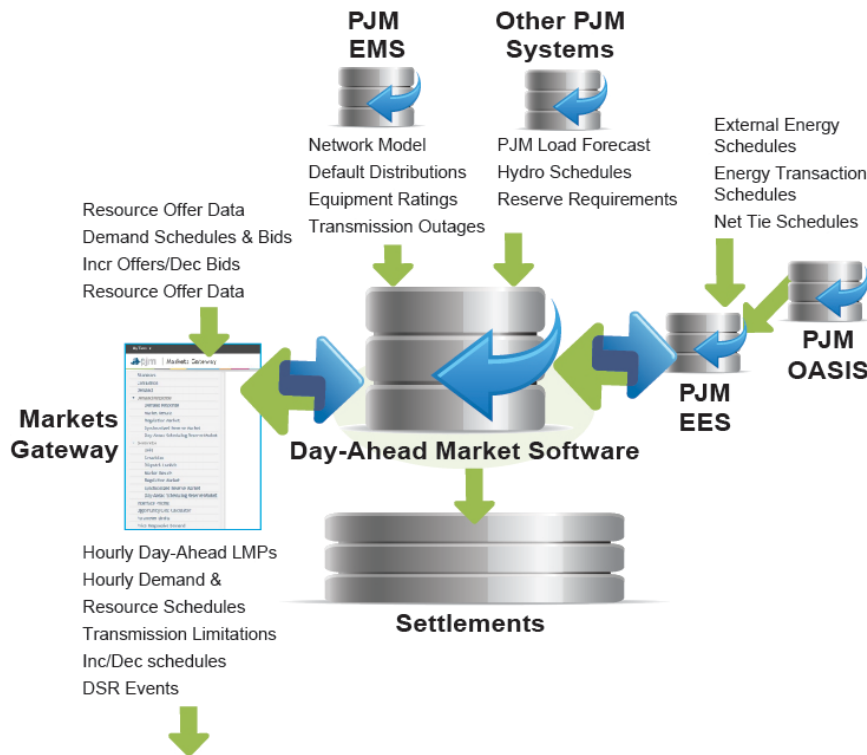 PJM
EMS
Other PJM
Systems
Network Model
Default Distributions
Equipment Ratings
Transmission Outages
PJM Load Forecast
Hydro Schedules
Reserve Requirements
External Energy
Schedules
Energy Transaction
Schedules
Net Tie Schedules
Resource Offer Data
Demand Schedules & Bids
Incr Offers/Dec Bids
Resource Offer Data
pjm Markets Gateway
Markets
Gateway
Day-Ahead Market Software
PJM
EES
PJM
OASIS
Hourly Day-Ahead LMPs
Hourly Demand &
Resource Schedules
Transmission Limitations
Inc/Dec schedules
DSR Events
Settlements